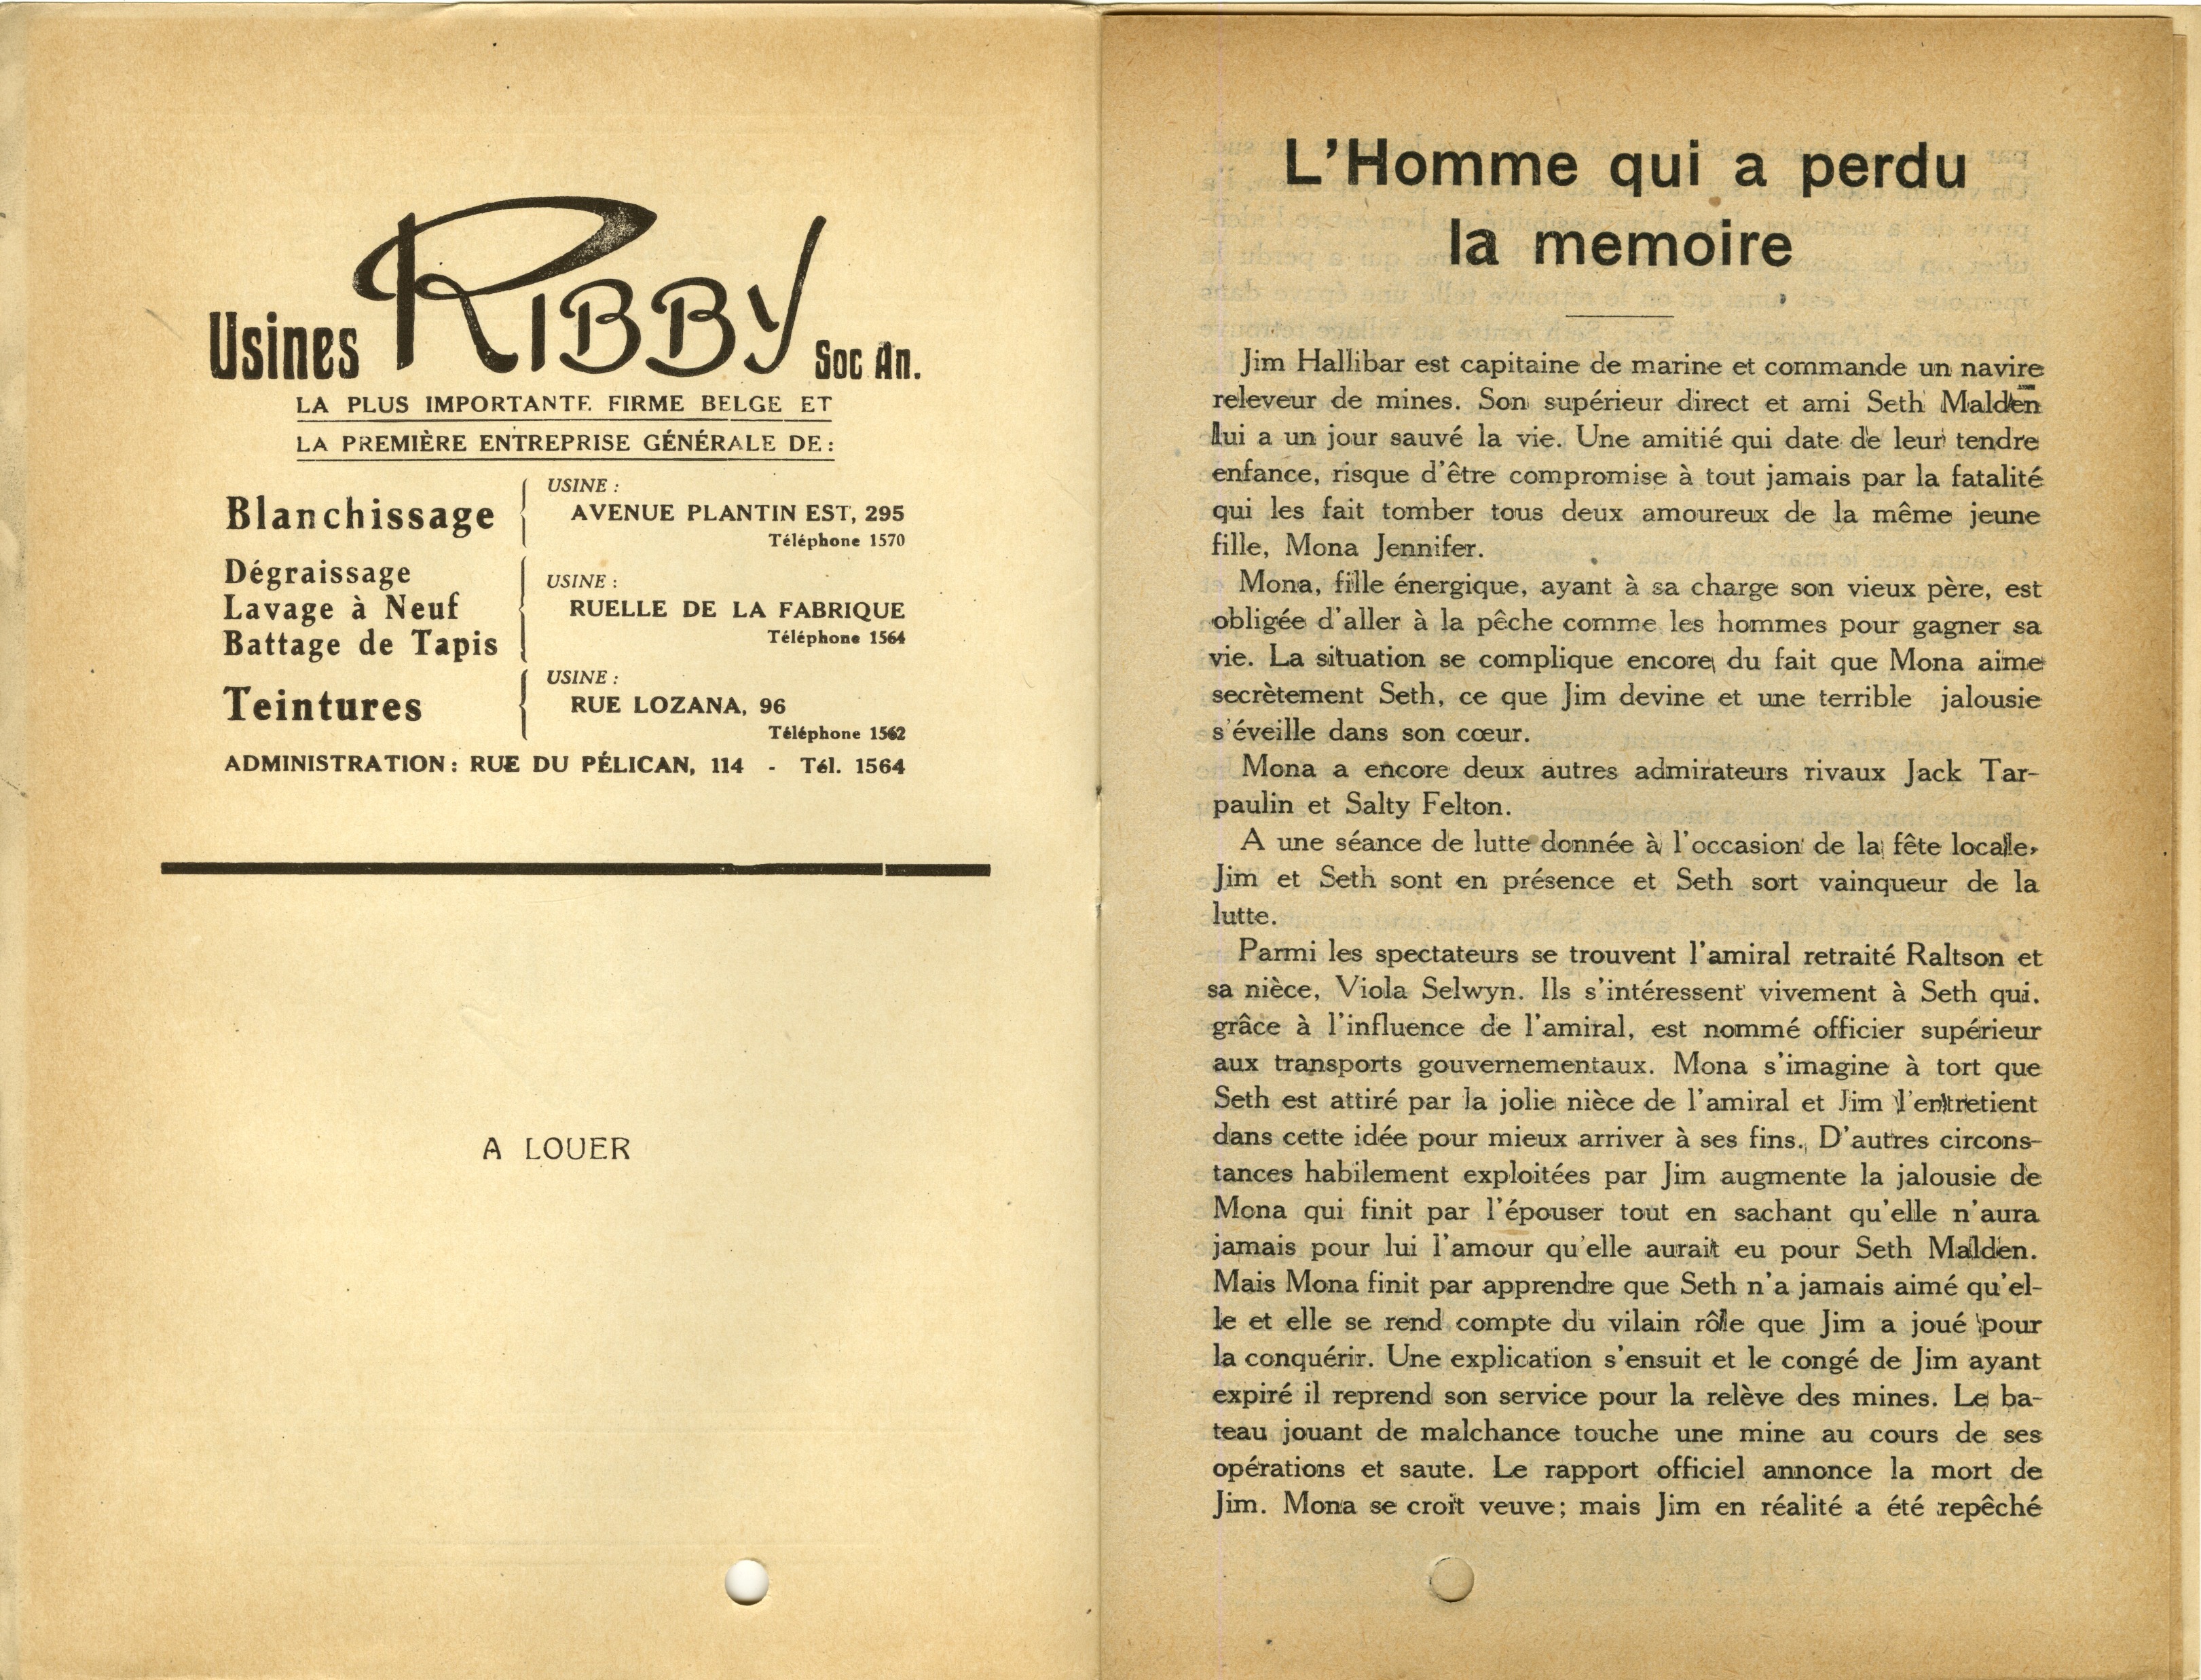 Usines RIBBY Soc An.
LA PLUS IMPORTANTE FIRME BELGE ET
LA PREMIÈRE ENTREPRISE GÉNÉRALE DE:
Blanchissage
USINE :
AVENUE PLANTIN EST, 295
Téléphone 1570
Dégraissage
Lavage à Neuf
Battage de Tapis
USINE :
RUELLE DE LA FABRIQUE
Téléphone 1564
Teintures
USINE :
RUE LOZANA, 96
Téléphone 1562
ADMINISTRATION: RUE DU PÉLICAN, 114 - Tél. 1564
A LOUER
L'Homme qui a perdu
la memoire
Jim Hallibar est capitaine de marine et commande un navire
releveur de mines. Son supérieur direct et ami Seth Malden
lui a un jour sauvé la vie. Une amitié qui date de leur tendre
enfance, risque d'être compromise à tout jamais par la fatalité
qui les fait tomber tous deux amoureux de la même jeune
fille, Mona Jennifer.
Mona, fille énergique, ayant à sa charge son vieux père, est
obligée d'aller à la pêche comme les hommes pour gagner sa
vie. La situation se complique encore du fait que Mona aime
secrètement Seth, ce que Jim devine et une terrible jalousie
s'éveille dans son cœur.
Mona a encore deux autres admirateurs rivaux Jack Tar-
paulin et Salty Felton.
A une séance de lutte donnée à l'occasion de la fête locale,
Jim et Seth sont en présence et Seth sort vainqueur de la
lutte.
Parmi les spectateurs se trouvent l'amiral retraité Raltson et
sa nièce, Viola Selwyn. Ils s'intéressent vivement à Seth qui.
grâce à l'influence de l'amiral, est nommé officier supérieur
aux transports gouvernementaux. Mona s'imagine à tort que
Seth est attiré par la jolie nièce de l'amiral et Jim l'entretient
dans cette idée pour mieux arriver à ses fins. D'autres circons-
tances habilement exploitées par Jim augmente la jalousie de
Mona qui finit par l'épouser tout en sachant qu'elle n'aura
jamais pour lui l'amour qu'elle aurait eu pour Seth Malden.
Mais Mona finit par apprendre que Seth n'a jamais aimé qu'el-
le et elle se rend compte du vilain rôle que Jim a joué pour
la conquérir. Une explication s'ensuit et le congé de Jim ayant
expiré il reprend son service pour la relève des mines. Le ba-
teau jouant de malchance touche une mine au cours de ses
opérations et saute. Le rapport officiel annonce la mort de
Jim. Mona se croit veuve; mais Jim en réalité a été repêché